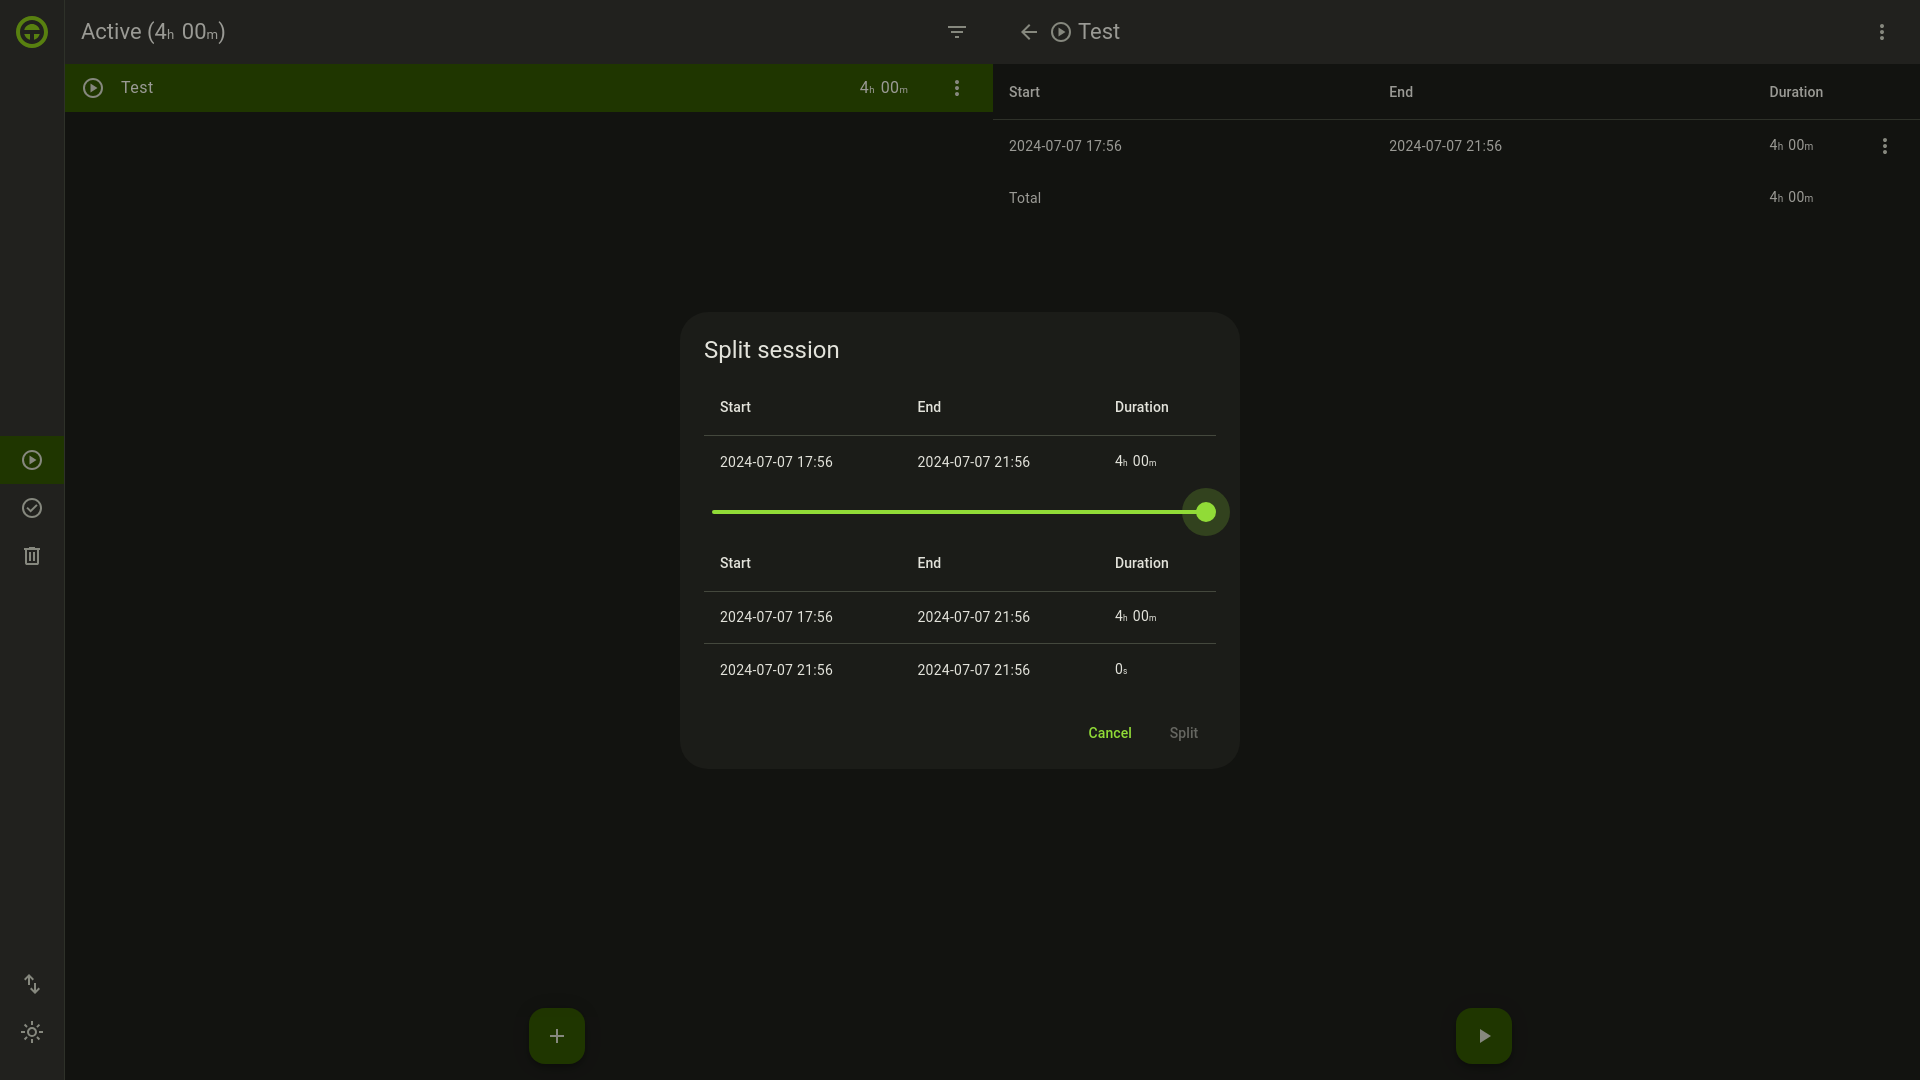 Active (4h 00m)
Test
Test
4h 00m
Start End Duration
2024-07-07 17:56 2024-07-07 21:56 4h 00m
Total 4h 00m
Split session
Start End Duration
2024-07-07 17:56 2024-07-07 21:56 4h 00m
Start End Duration
2024-07-07 17:56 2024-07-07 21:56 4h 00m
2024-07-07 21:56 2024-07-07 21:56 0s
Cancel Split